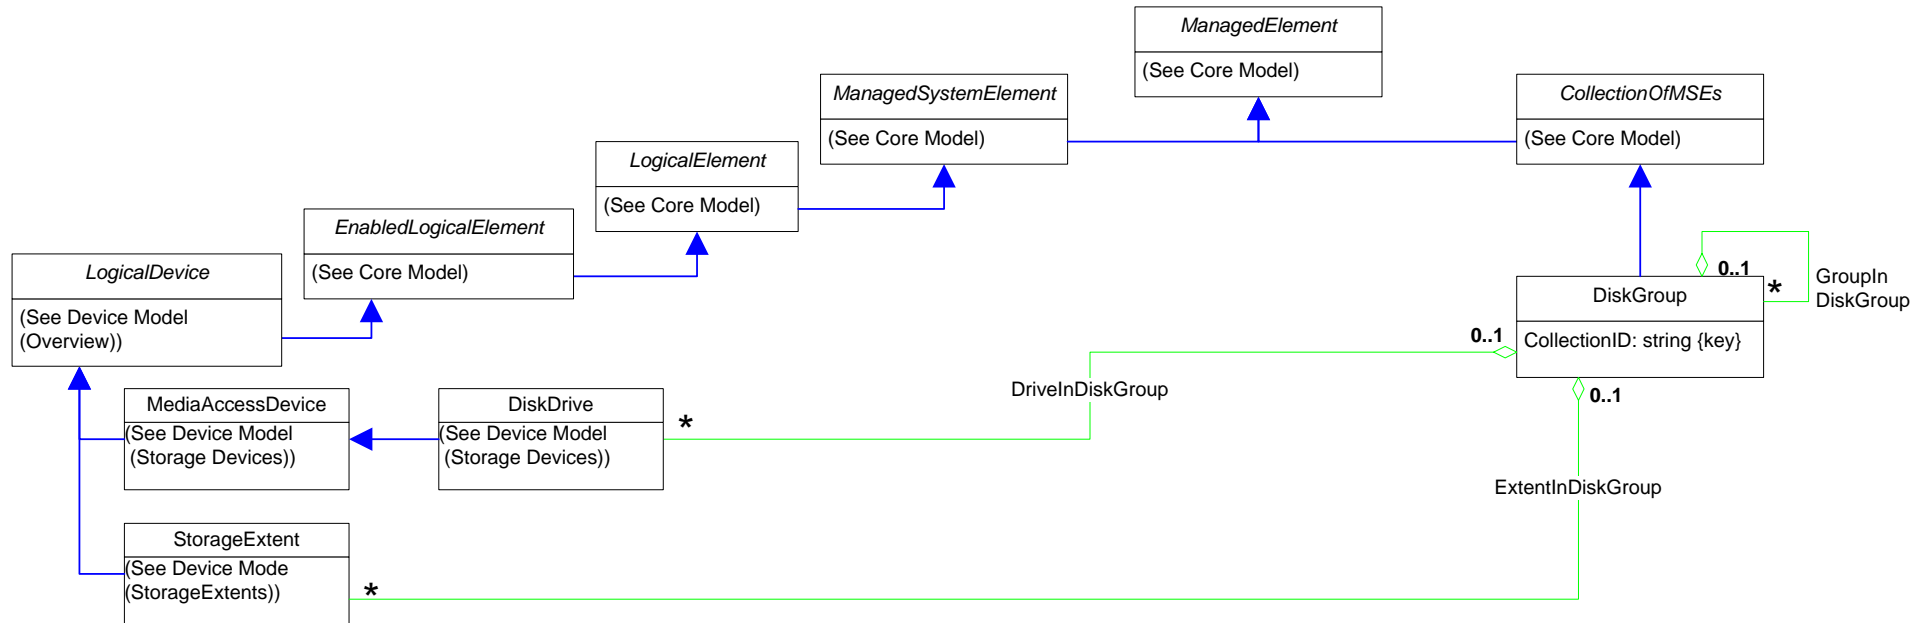 ManagedElement
(See Core Model)
ManagedSystemElement
(See Core Model)
CollectionOfMSEs
(See Core Model)
LogicalElement
(See Core Model)
EnabledLogicalElement
(See Core Model)
LogicalDevice
(See Device Model
(Overview))
0..1
*
GroupIn
DiskGroup
DiskGroup
CollectionID: string {key}
0..1
0..1
DriveInDiskGroup
MediaAccessDevice
(See Device Model
(Storage Devices))
DiskDrive
(See Device Model
(Storage Devices))
*
ExtentInDiskGroup
StorageExtent
(See Device Mode
(StorageExtents))
*